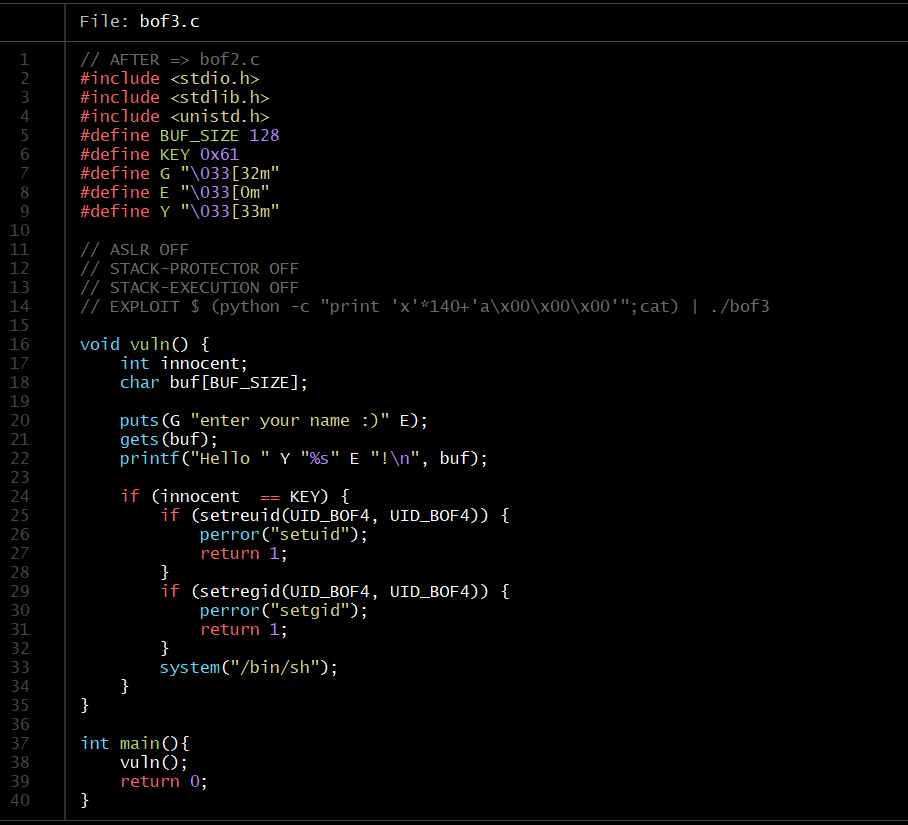 File: bof3.c
1 // AFTER => bof2.c
2 #include <stdio.h>
3 #include <stdlib.h>
4 #include <unistd.h>
5 #define BUF_SIZE 128
6 #define KEY 0x61
7 #define G "\033[32m"
8 #define E "\033[0m"
9 #define Y "\033[33m"
10
11 // ASLR OFF
12 // STACK-PROTECTOR OFF
13 // STACK-EXECUTION OFF
14 // EXPLOIT $ (python -c "print 'x'*140+'a\x00\x00\x00'";cat) | ./bof3
15
16 void vuln() {
17     int innocent;
18     char buf[BUF_SIZE];
19
20     puts(G "enter your name :)" E);
21     gets(buf);
22     printf("Hello " Y "%s" E "!\n", buf);
23
24     if (innocent  == KEY) {
25         if (setreuid(UID_BOF4, UID_BOF4)) {
26             perror("setuid");
27             return 1;
28         }
29         if (setregid(UID_BOF4, UID_BOF4)) {
30             perror("setgid");
31             return 1;
32         }
33         system("/bin/sh");
34     }
35 }
36
37 int main(){
38     vuln();
39     return 0;
40 }